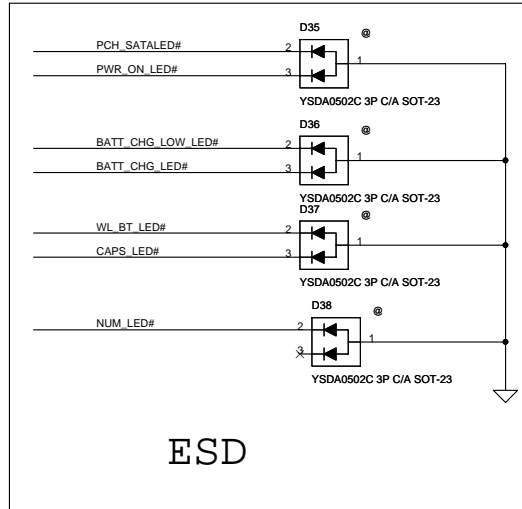 D35
@
PCH_SATALED#
2
1
PWR_ON_LED#
3
YSDA0502C 3P C/A SOT-23
D36
@
BATT_CHG_LOW_LED#
2
1
BATT_CHG_LED#
3
YSDA0502C 3P C/A SOT-23
D37
@
WL_BT_LED#
2
1
CAPS_LED#
3
YSDA0502C 3P C/A SOT-23
D38
@
NUM_LED#
2
1
3
YSDA0502C 3P C/A SOT-23
ESD